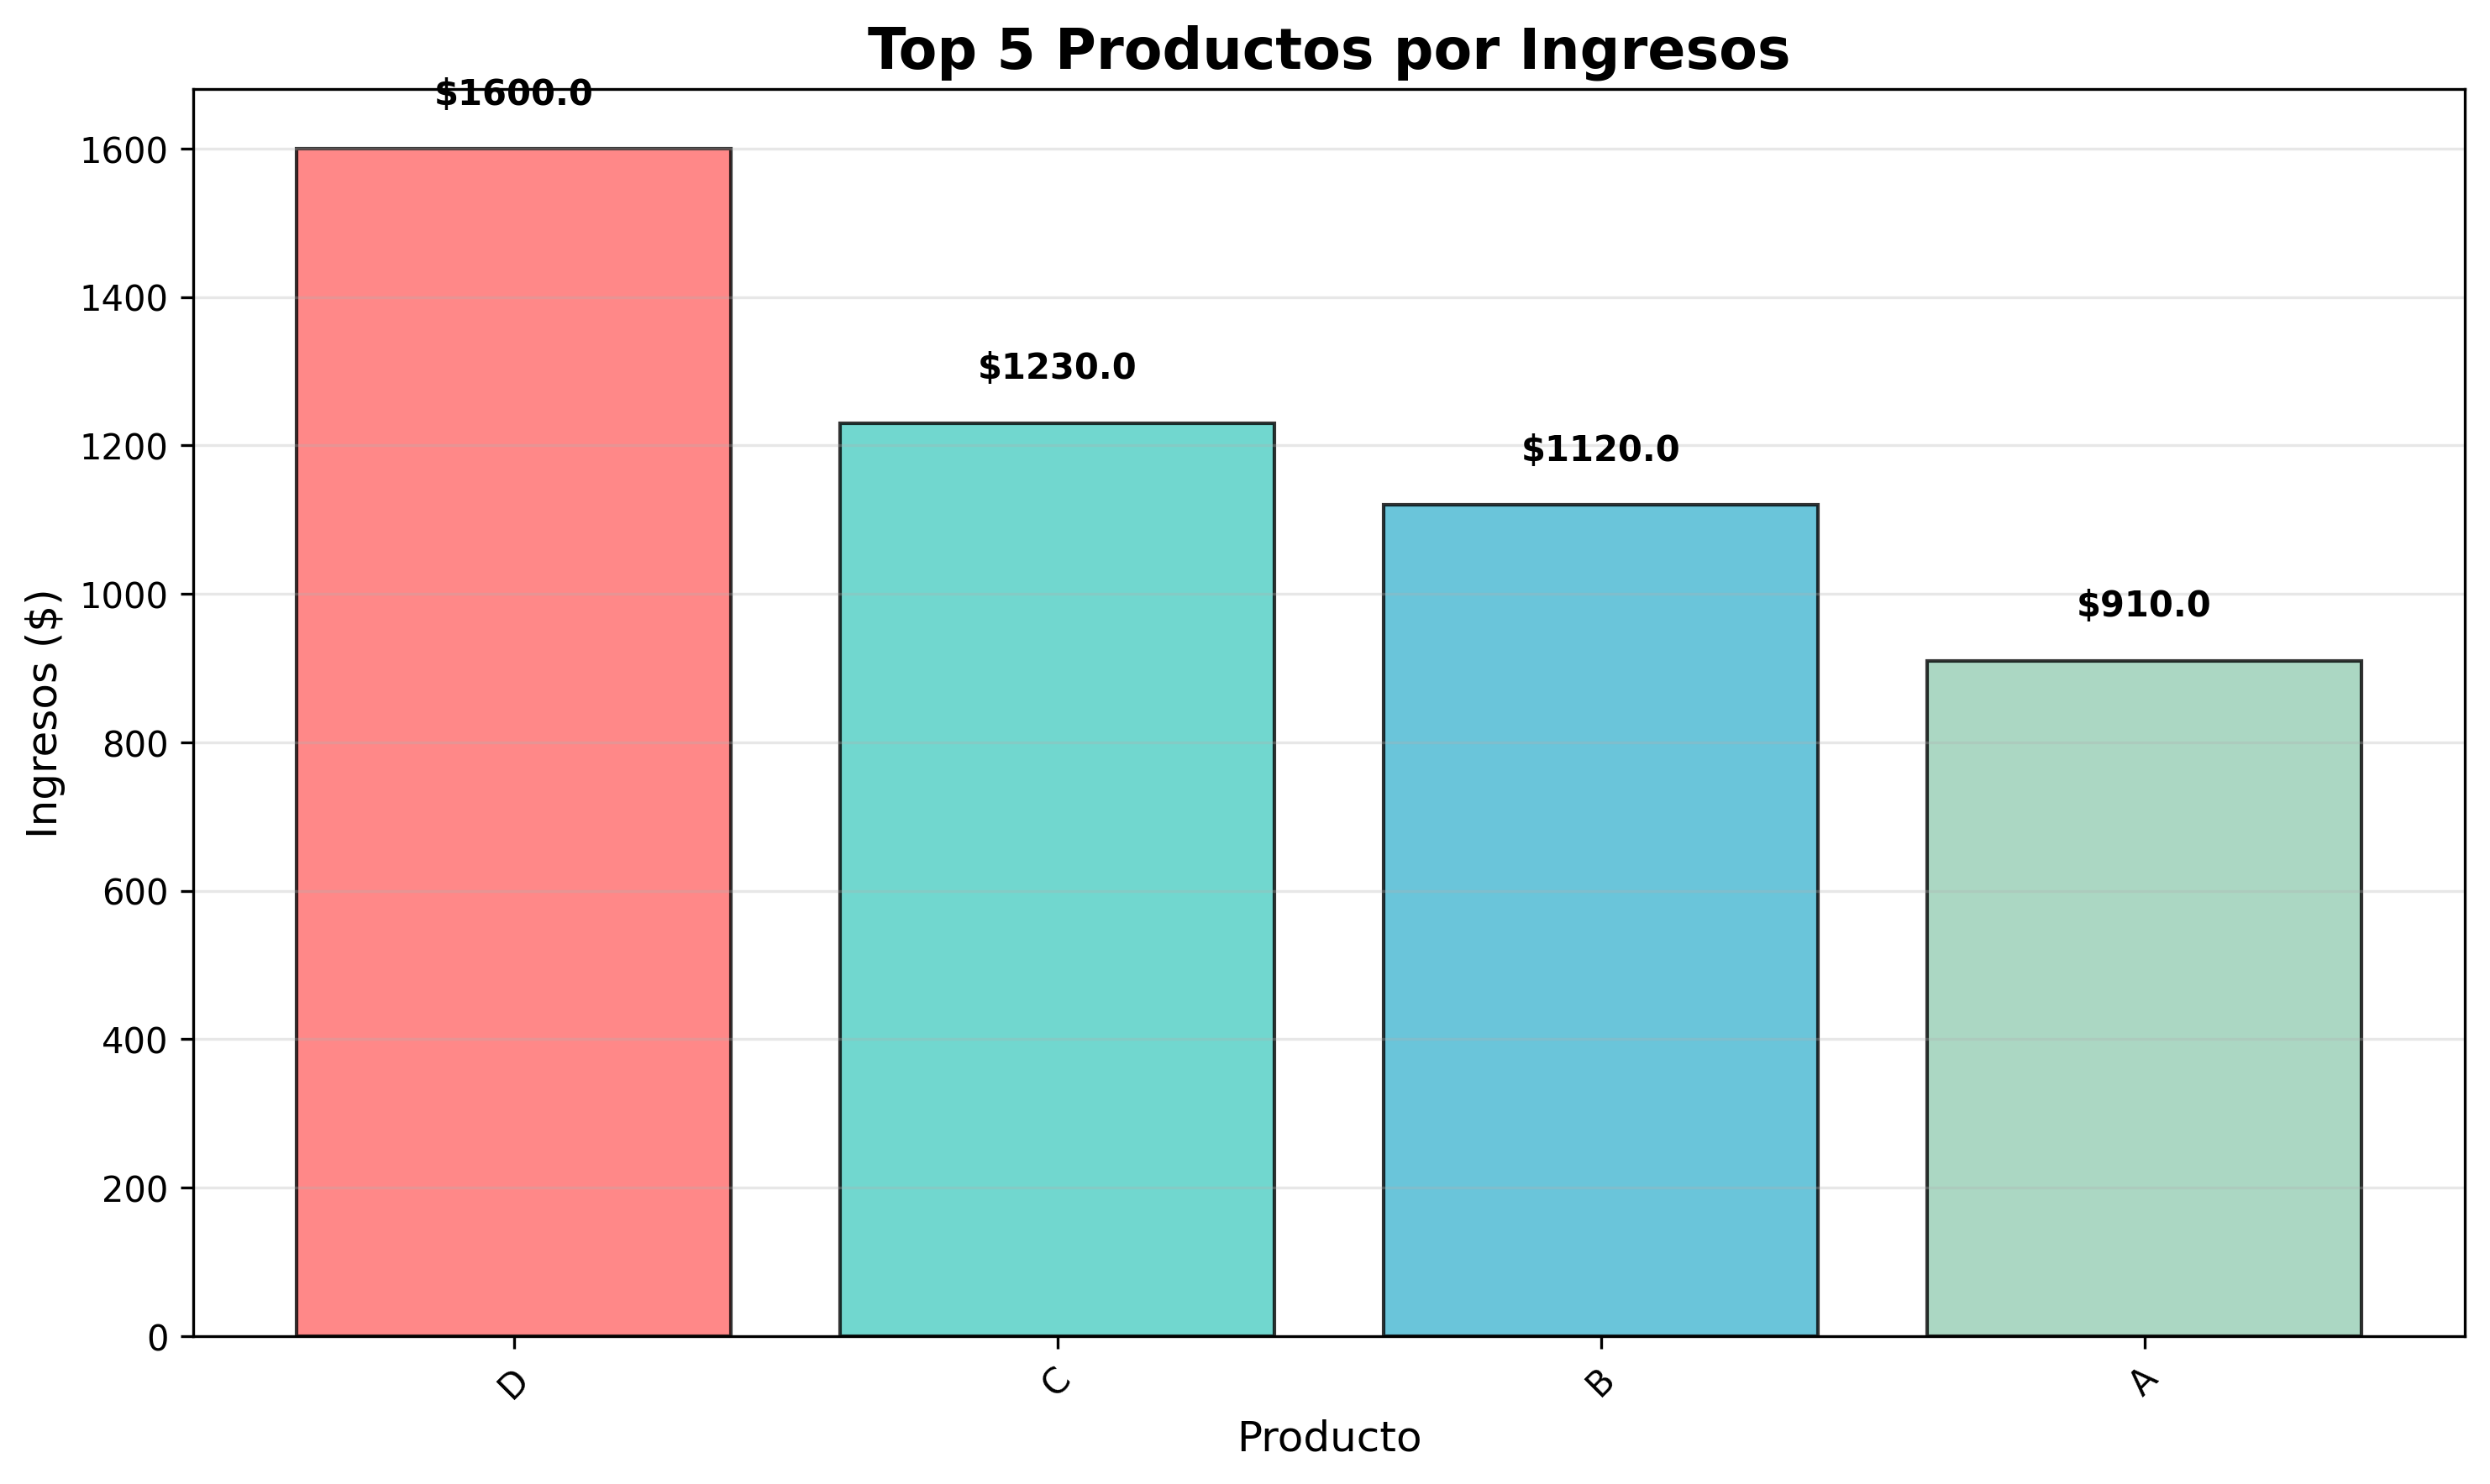 Top 5 Productos por Ingresos
$1600.0
1600
1400
$1230.0
1200
$1120.0
1000
$910.0
800
600
400
200
0
Ingresos ($)
D
C
B
A
Producto